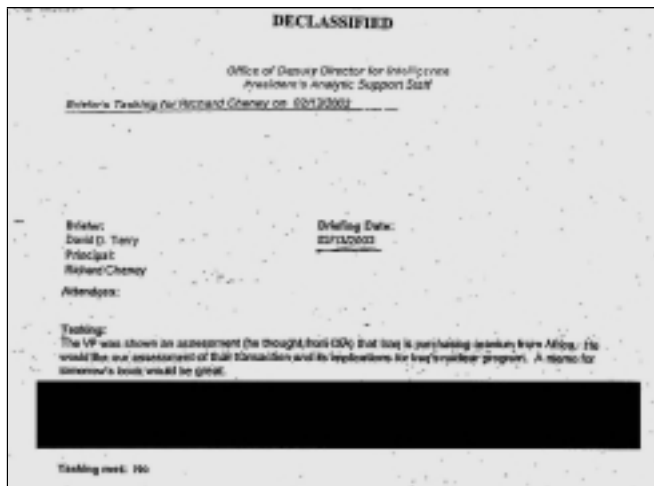 DECLASSIFIED
Office of Deputy Director for Intelligence
President's Analytic Support Staff
Briefer's Tasking for Richard Cheney on 02/13/2002
Briefer:
David D. Terry
Principal:
Richard Cheney
Attendees:
Briefing Date:
02/13/2002
Tasking:
The VP was shown an assessment (he thought from DIA) that Iraq is purchasing uranium from Africa. He
would like our assessment of that transaction and its implications for Iraq's nuclear program. A memo for
tomorrow's book would be great.
Tasking met: No